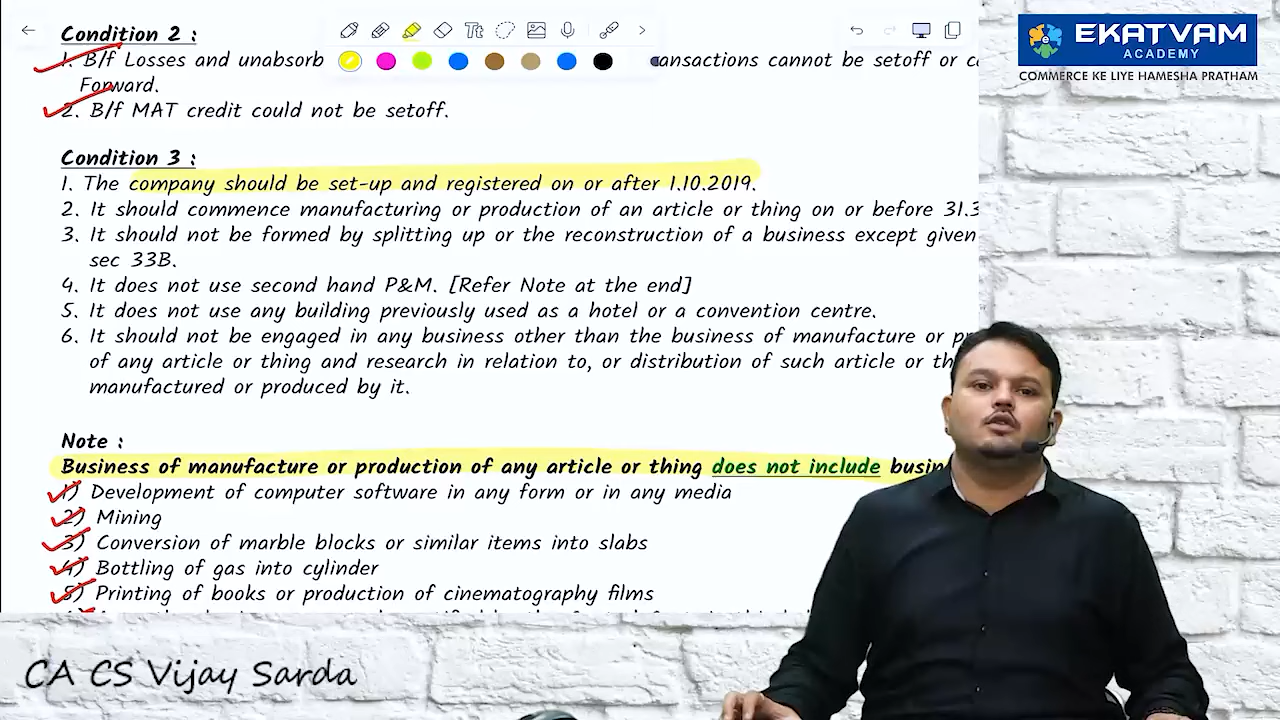 Condition 2 :
1. B/f Losses and unabsorb ansactions cannot be setoff or c
Forward.
2. B/f MAT credit could not be setoff.
Condition 3 :
1. The company should be set-up and registered on or after 1.10.2019.
2. It should commence manufacturing or production of an article or thing on or before 31.3
3. It should not be formed by splitting up or the reconstruction of a business except given
sec 33B.
4. It does not use second hand P&M. [Refer Note at the end]
5. It does not use any building previously used as a hotel or a convention centre.
6. It should not be engaged in any business other than the business of manufacture or p
of any article or thing and research in relation to, or distribution of such article or th
manufactured or produced by it.
Note :
Business of manufacture or production of any article or thing does not include busin
1) Development of computer software in any form or in any media
2) Mining
3) Conversion of marble blocks or similar items into slabs
4) Bottling of gas into cylinder
5) Printing of books or production of cinematography films
Tt
EKATVAM
ACADEMY
COMMERCE KE LIYE HAMESHA PRATHAM
CA CS Vijay Sarda